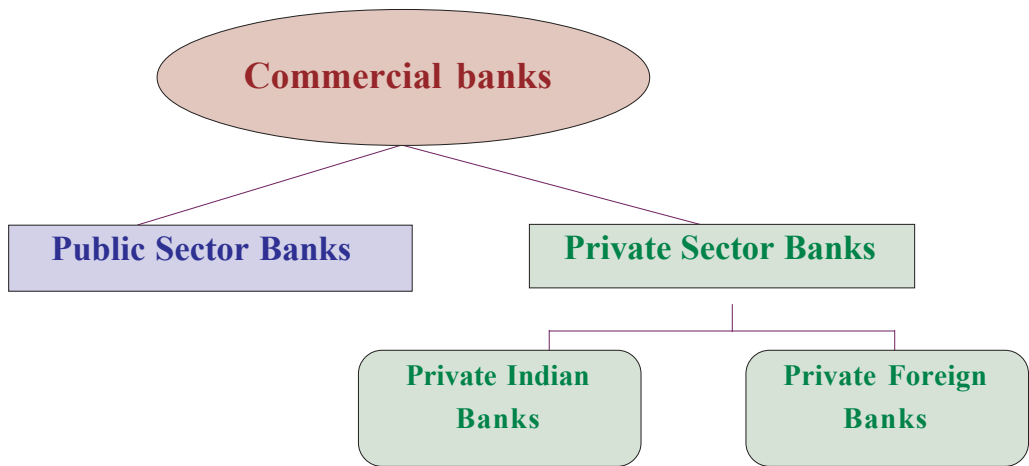 Commercial banks
Public Sector Banks
Private Sector Banks
Private Indian
Banks
Private Foreign
Banks